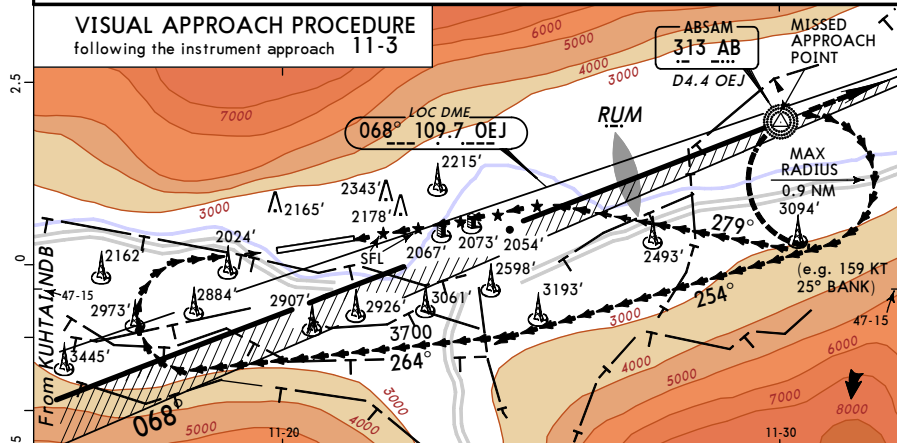 VISUAL APPROACH PROCEDURE
following the instrument approach 11-3
6000
5000
4000
3000
ABSAM
313 AB
D4.4 OEJ
MISSED
APPROACH
POINT
2.5
7000
LOC DME
068° 109.7 OEJ
RUM
2215'
MAX
RADIUS
0.9 NM
3094'
2343'
2165'
2178'
3000
2024'
2162'
SFL
2067'
2073'
2054'
279°
2493'
0
(e.g. 159 KT
25° BANK)
47-15
2973'
2884'
2907'
2926'
3061'
2598'
3193'
254°
3000
47-15
From KUHTAI NDB
3445'
3700
264°
068°
3000
4000
4000
5000
6000
7000
8000
5
11-20
11-30